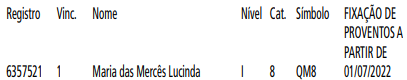 Registro Vinc. Nome Nível Cat. Símbolo FIXAÇÃO DE
PROVENTOS A
PARTIR DE
6357521 1 Maria das Mercês Lucinda I 8 QM8 01/07/2022